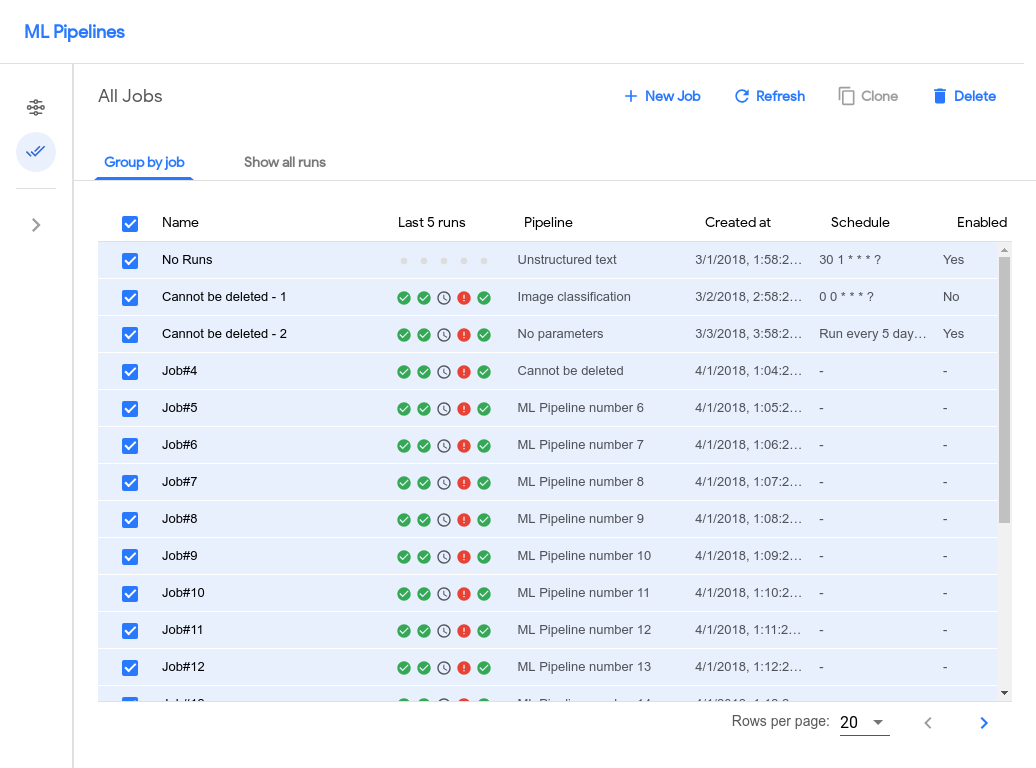 ML Pipelines
All Jobs
New Job Refresh Clone Delete
Group by job Show all runs
Name Last 5 runs Pipeline Created at Schedule Enabled
No Runs Unstructured text 3/1/2018, 1:58:2... 30 1 * * * ? Yes
Cannot be deleted - 1 Image classification 3/2/2018, 2:58:2... 0 0 * * * ? No
Cannot be deleted - 2 No parameters 3/3/2018, 3:58:2... Run every 5 day... Yes
Job#4 Cannot be deleted 4/1/2018, 1:04:2... - -
Job#5 ML Pipeline number 6 4/1/2018, 1:05:2... - -
Job#6 ML Pipeline number 7 4/1/2018, 1:06:2... - -
Job#7 ML Pipeline number 8 4/1/2018, 1:07:2... - -
Job#8 ML Pipeline number 9 4/1/2018, 1:08:2... - -
Job#9 ML Pipeline number 10 4/1/2018, 1:09:2... - -
Job#10 ML Pipeline number 11 4/1/2018, 1:10:2... - -
Job#11 ML Pipeline number 12 4/1/2018, 1:11:2... - -
Job#12 ML Pipeline number 13 4/1/2018, 1:12:2... - -
Rows per page: 20